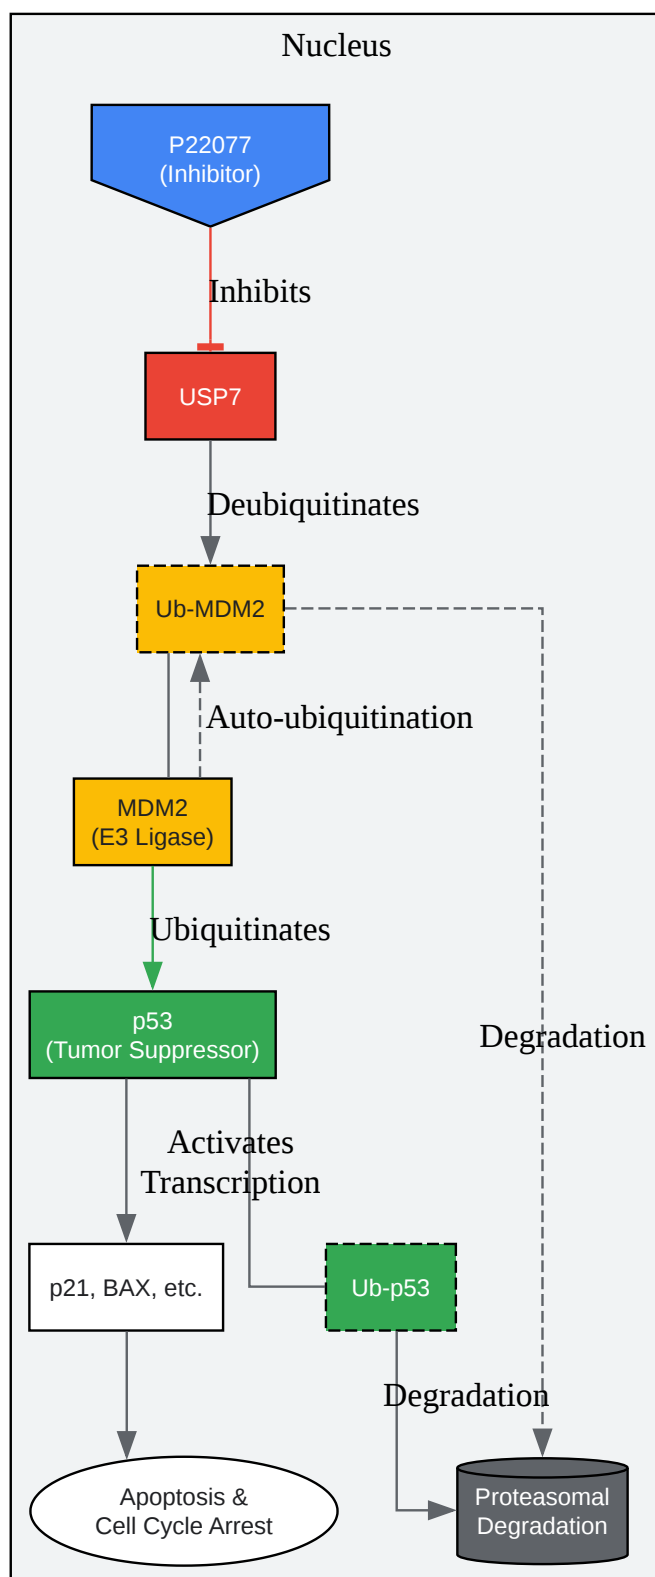 Nucleus
P22077
(Inhibitor)
Inhibits
USP7
Deubiquitinates
Ub-MDM2
Auto-ubiquitination
MDM2
(E3 Ligase)
Ubiquitinates
p53
(Tumor Suppressor)
Degradation
Activates
Transcription
p21, BAX, etc.
Ub-p53
Degradation
Apoptosis &
Cell Cycle Arrest
Proteasomal
Degradation